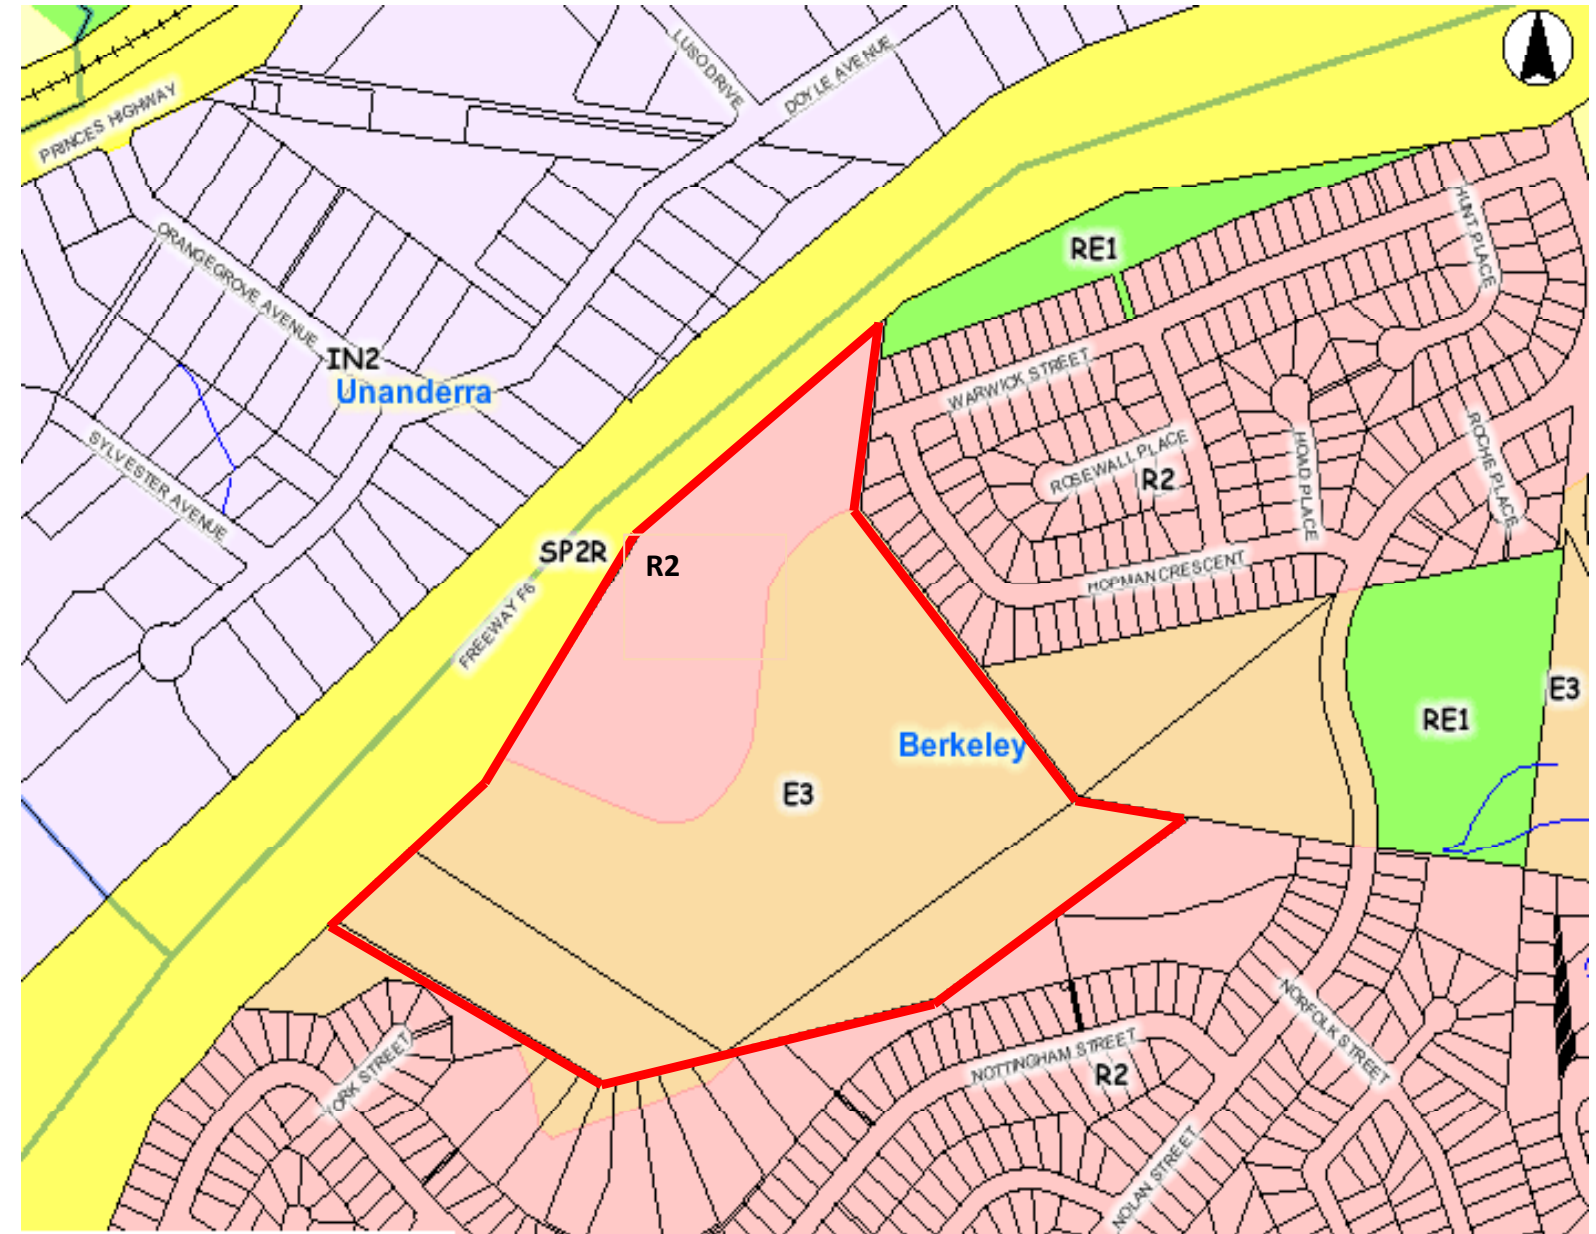 LUSO DRIVE
DOYLE AVENUE
PRINCES HIGHWAY
HUNT PLACE
ORANGEGROVE AVENUE
RE1
IN2
Unanderra
WARWICK STREET
SYLVESTER AVENUE
ROSEWALL PLACE
R2
HOAD PLACE
ROCHE PLACE
SP2R
R2
HOPMAN CRESCENT
FREEWAY F6
E3
RE1
Berkeley
E3
NORFOLK STREET
NOTTINGHAM STREET
YORK STREET
R2
NOLAN STREET